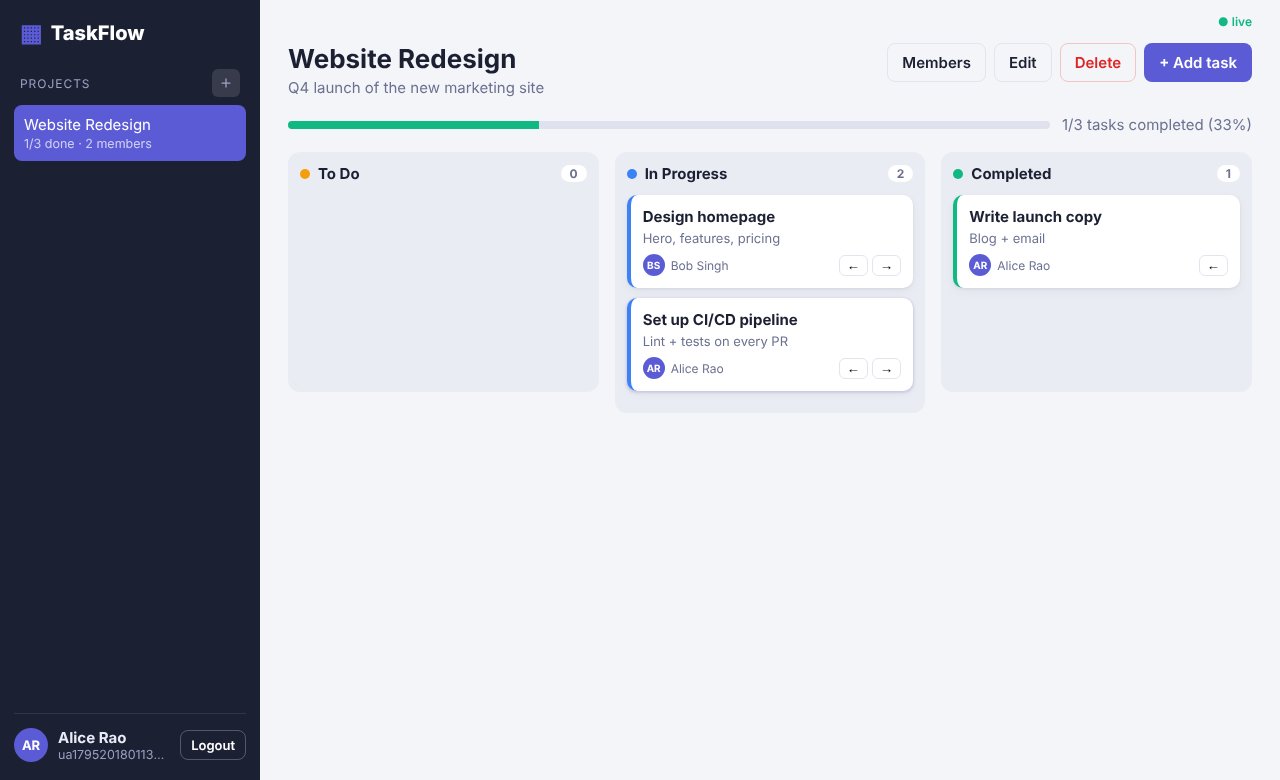 TaskFlow
PROJECTS
+
Website Redesign
1/3 done · 2 members
AR
Alice Rao
ua179520180113...
Logout
live
Website Redesign
Q4 launch of the new marketing site
Members
Edit
Delete
+ Add task
1/3 tasks completed (33%)
To Do
0
In Progress
2
Design homepage
Hero, features, pricing
BS
Bob Singh
←
→
Set up CI/CD pipeline
Lint + tests on every PR
AR
Alice Rao
←
→
Completed
1
Write launch copy
Blog + email
AR
Alice Rao
←